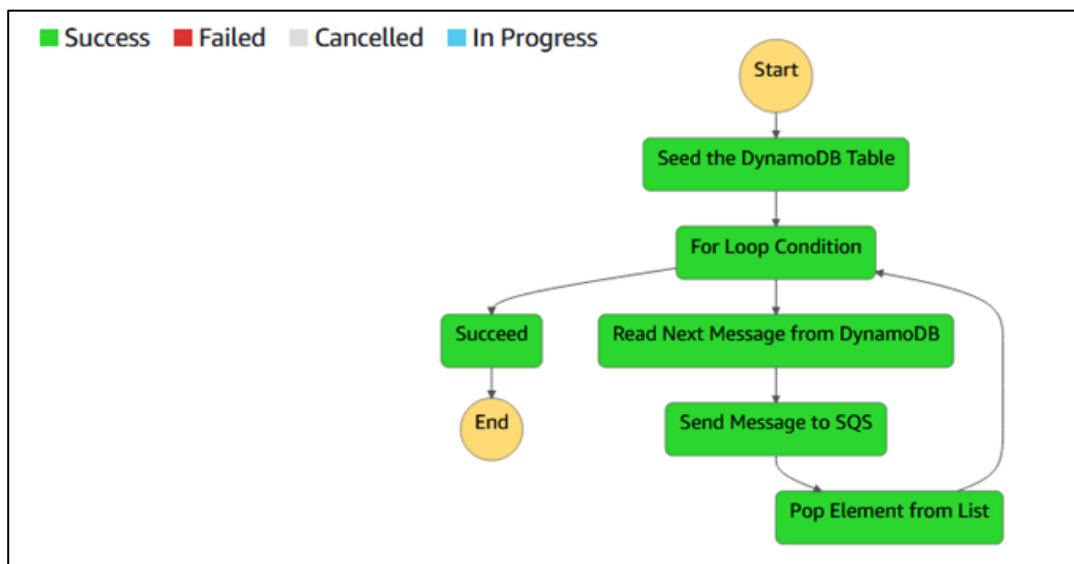 Success Failed Cancelled In Progress
Start
Seed the DynamoDB Table
For Loop Condition
Succeed
Read Next Message from DynamoDB
End
Send Message to SQS
Pop Element from List